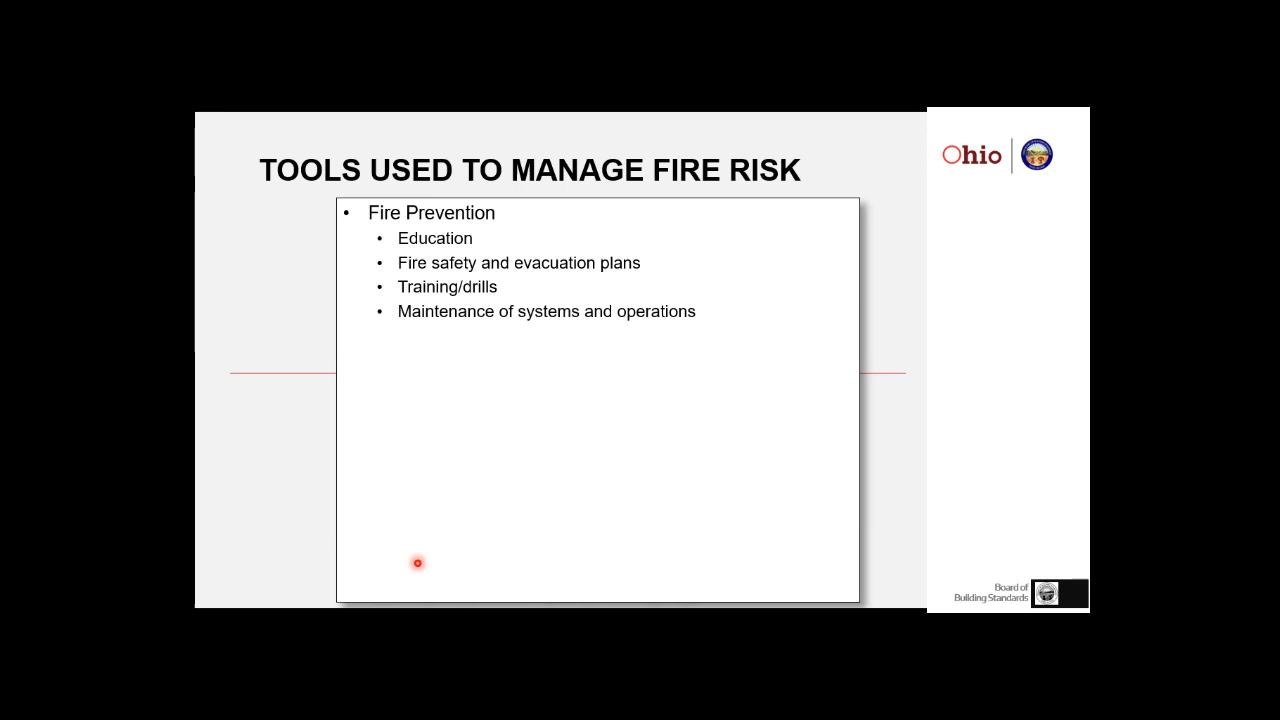 TOOLS USED TO MANAGE FIRE RISK
• Fire Prevention
• Education
• Fire safety and evacuation plans
• Training/drills
• Maintenance of systems and operations
Ohio
Board of
Building Standards